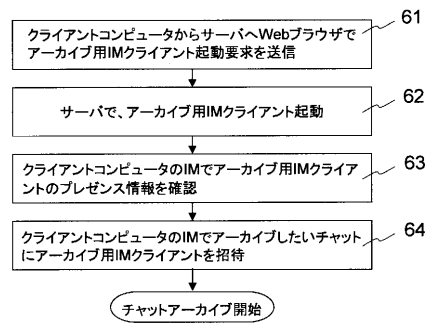 クライアントコンピュータからサーバへWebブラウザで
アーカイブ用IMクライアント起動要求を送信
61
サーバで、アーカイブ用IMクライアント起動
62
クライアントコンピュータのIMでアーカイブ用IMクライア
ントのプレゼンス情報を確認
63
クライアントコンピュータのIMでアーカイブしたいチャット
にアーカイブ用IMクライアントを招待
64
チャットアーカイブ開始